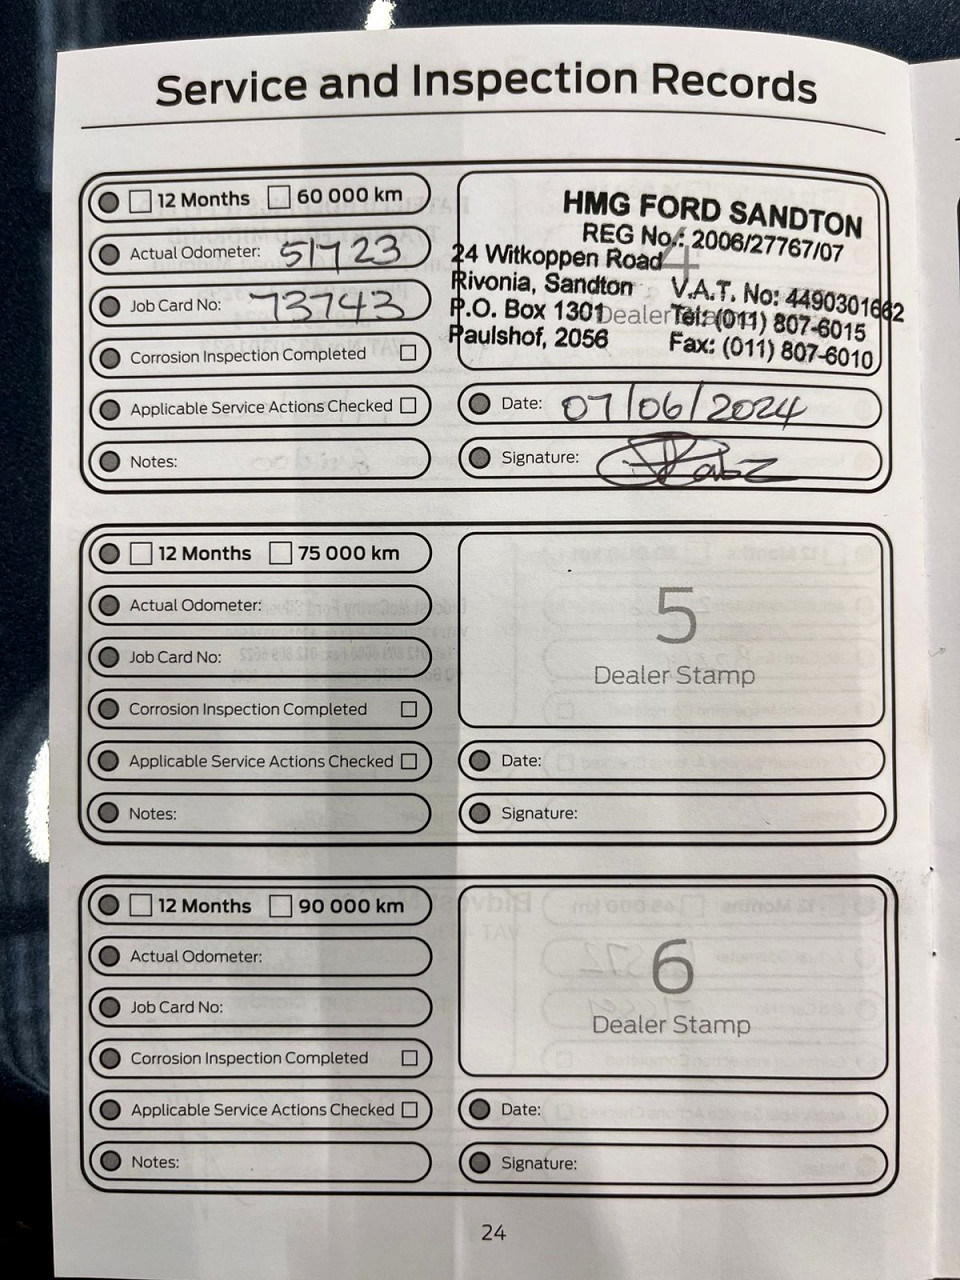 Service and Inspection Records
12 Months 60 000 km
Actual Odometer: 51723
Job Card No: 73743
Corrosion Inspection Completed
Applicable Service Actions Checked
Notes:
HMG FORD SANDTON
REG No.: 2006/27767/07
24 Witkoppen Road
Rivonia, Sandton V.A.T. No: 4490301662
P.O. Box 1301 Tel: (011) 807-6015
Paulshof, 2056 Fax: (011) 807-6010
4
Dealer Stamp
Date: 07/06/2024
Signature:
12 Months 75 000 km
Actual Odometer:
Job Card No:
Corrosion Inspection Completed
Applicable Service Actions Checked
Notes:
5
Dealer Stamp
Date:
Signature:
12 Months 90 000 km
Actual Odometer:
Job Card No:
Corrosion Inspection Completed
Applicable Service Actions Checked
Notes:
6
Dealer Stamp
Date:
Signature:
24